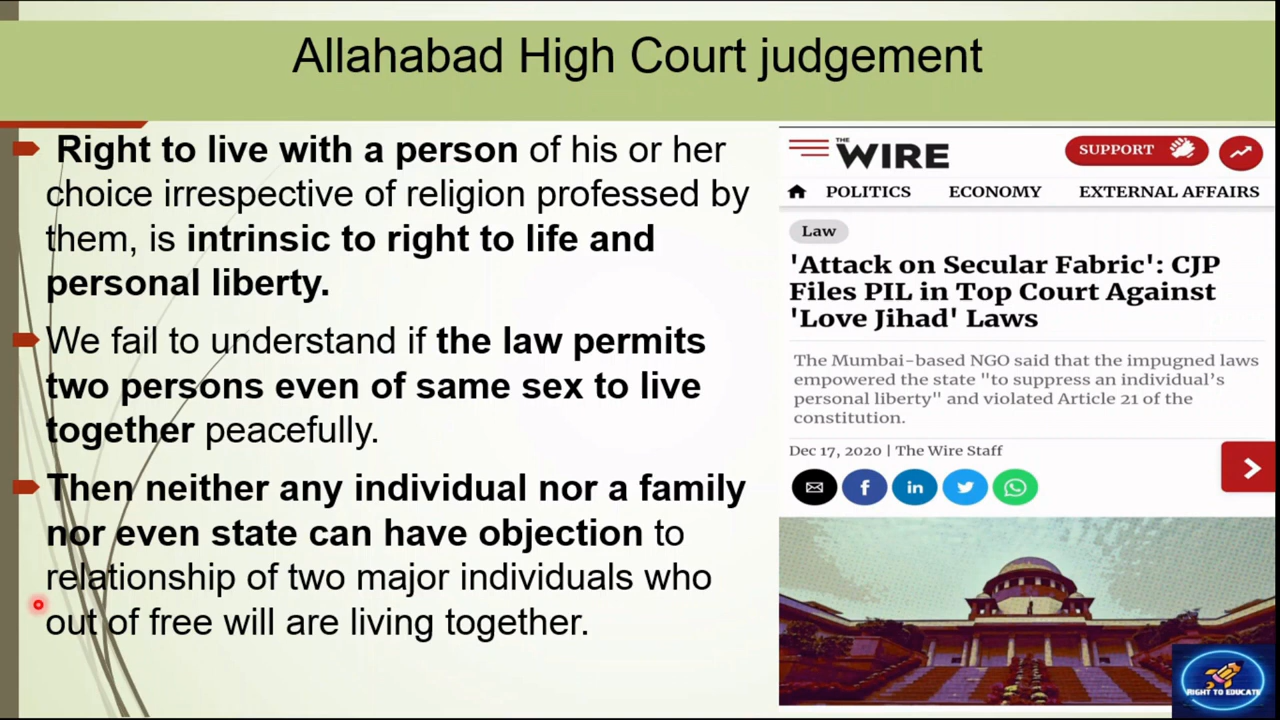 Allahabad High Court judgement
Right to live with a person of his or her
choice irrespective of religion professed by
them, is intrinsic to right to life and
personal liberty.
We fail to understand if the law permits
two persons even of same sex to live
together peacefully.
Then neither any individual nor a family
nor even state can have objection to
relationship of two major individuals who
out of free will are living together.
THE WIRE
SUPPORT
POLITICS ECONOMY EXTERNAL AFFAIRS
Law
'Attack on Secular Fabric': CJP
Files PIL in Top Court Against
'Love Jihad' Laws
The Mumbai-based NGO said that the impugned laws
empowered the state "to suppress an individual's
personal liberty" and violated Article 21 of the
constitution.
Dec 17, 2020 | The Wire Staff
RIGHT TO EDUCATE